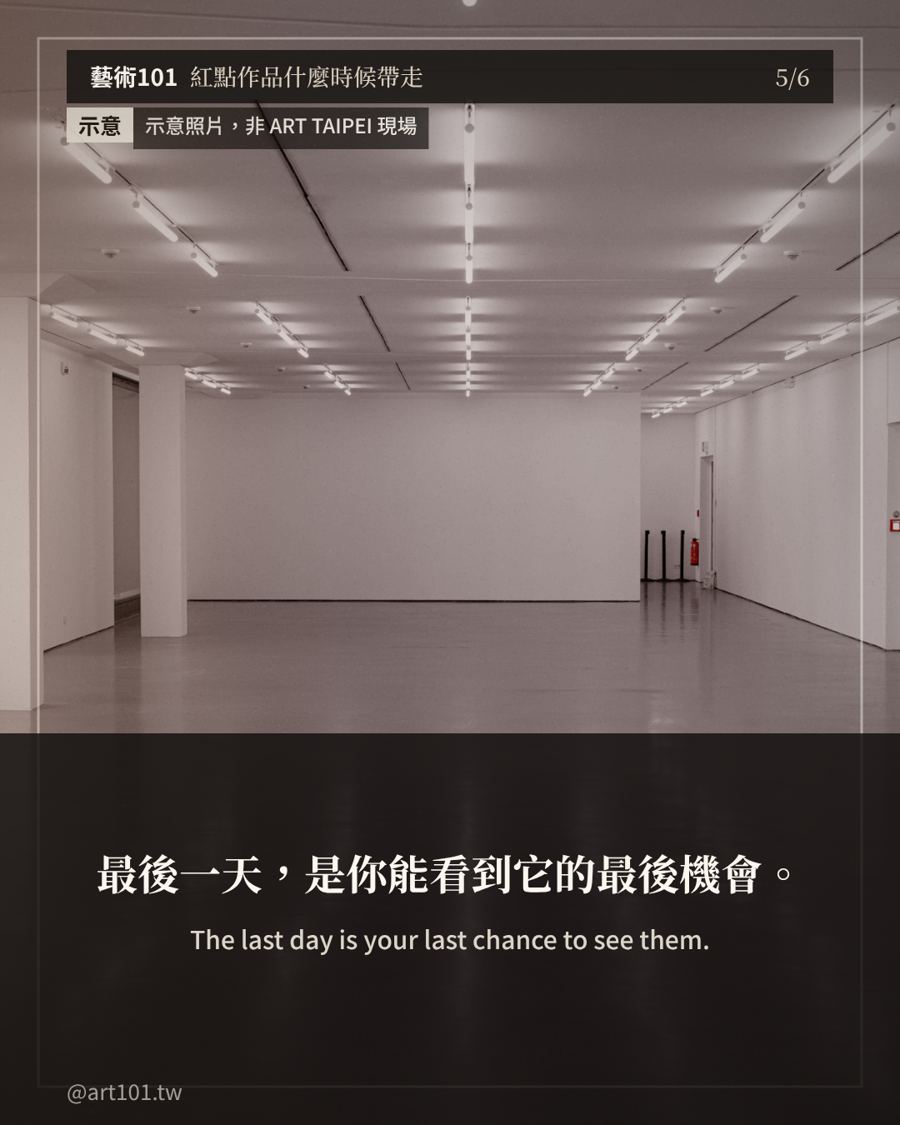 藝術101 紅點作品什麼時候帶走 5/6
示意 示意照片，非 ART TAIPEI 現場
最後一天，是你能看到它的最後機會。
The last day is your last chance to see them.
@art101.tw